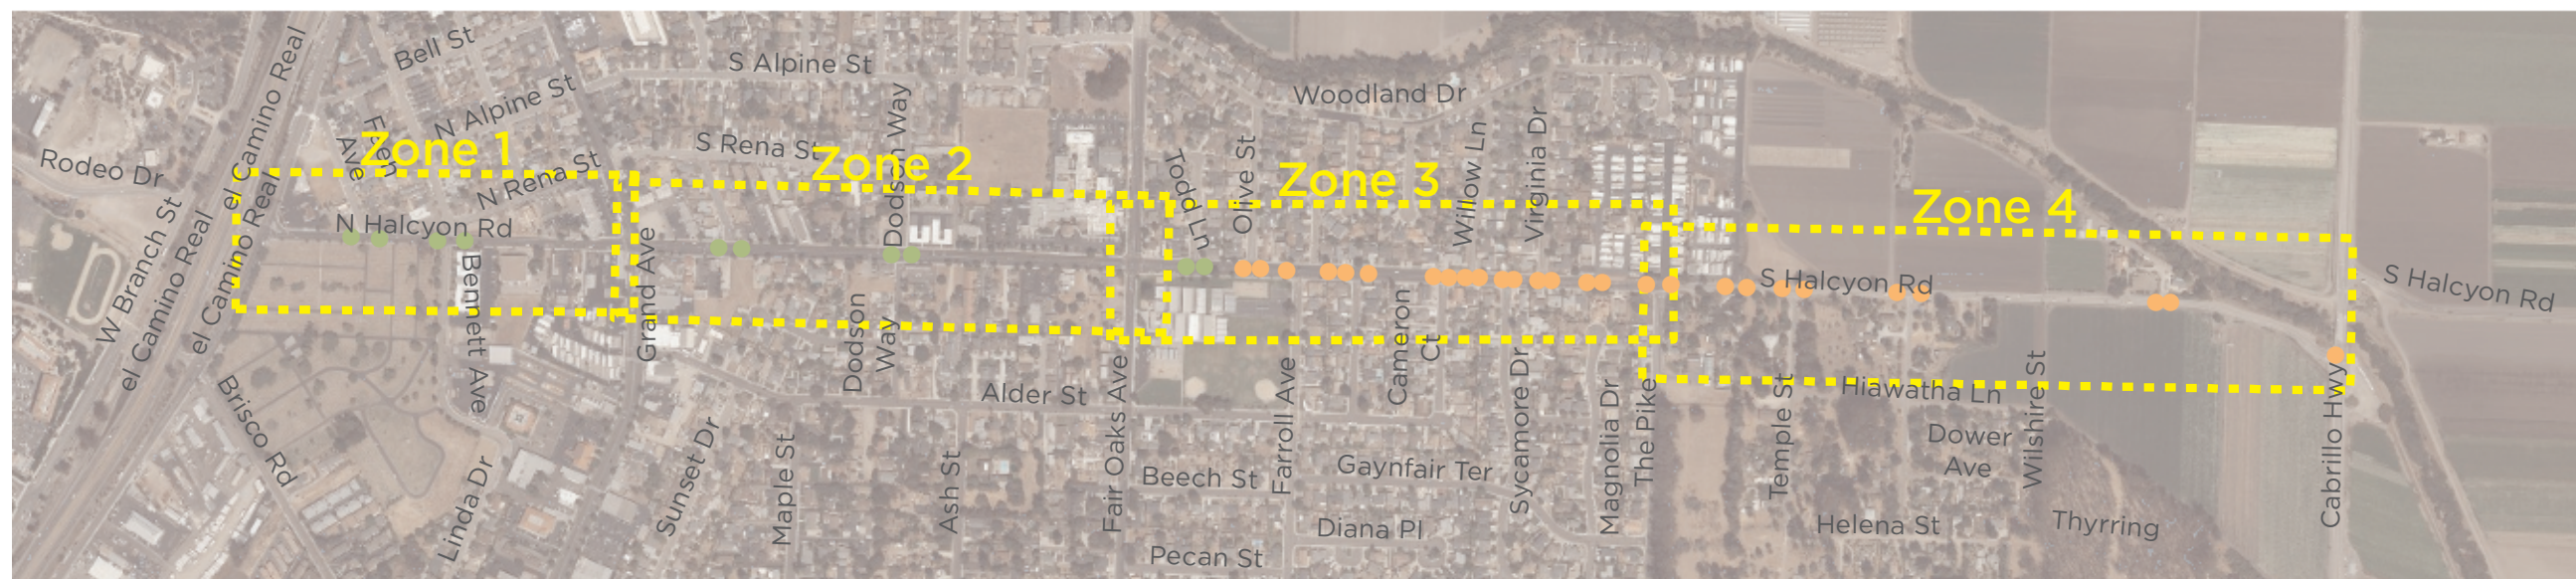 Bell St
el Camino Real
S Alpine St
N Alpine St
Woodland Dr
Fern
Ave
Zone 1
Zone 2
Zone 3
Zone 4
Rodeo Dr
S Rena St
Dodson Way
N Rena St
Todd Ln
Olive St
Willow Ln
Virginia Dr
N Halcyon Rd
S Halcyon Rd
S Halcyon Rd
W Branch St
el Camino Real
el Camino Real
Bennett Ave
Grand Ave
Dodson
Way
Cameron
Ct
Brisco Rd
Alder St
Fair Oaks Ave
Farroll Ave
Sycamore Dr
Magnolia Dr
The Pike
Temple St
Hiawatha Ln
Wilshire St
Cabrillo Hwy
Dower
Ave
Linda Dr
Sunset Dr
Maple St
Ash St
Beech St
Gaynfair Ter
Diana Pl
Helena St
Thyrring
Pecan St